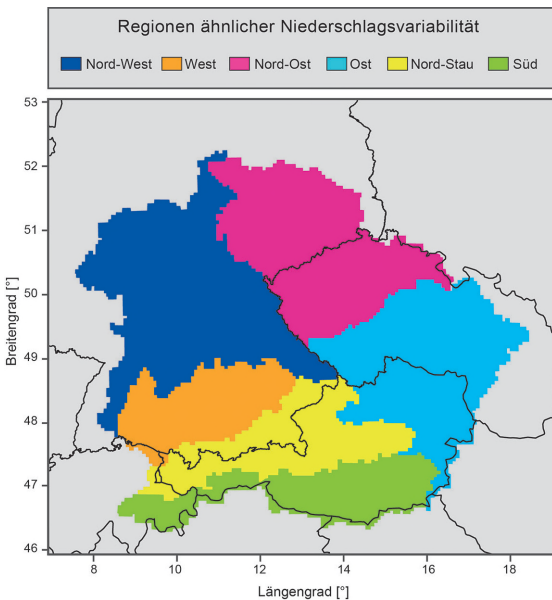 Regionen ähnlicher Niederschlagsvariabilität
Nord-West West Nord-Ost Ost Nord-Stau Süd
53
52
51
50
49
48
47
46
Breitengrad [°]
8 10 12 14 16 18
Längengrad [°]